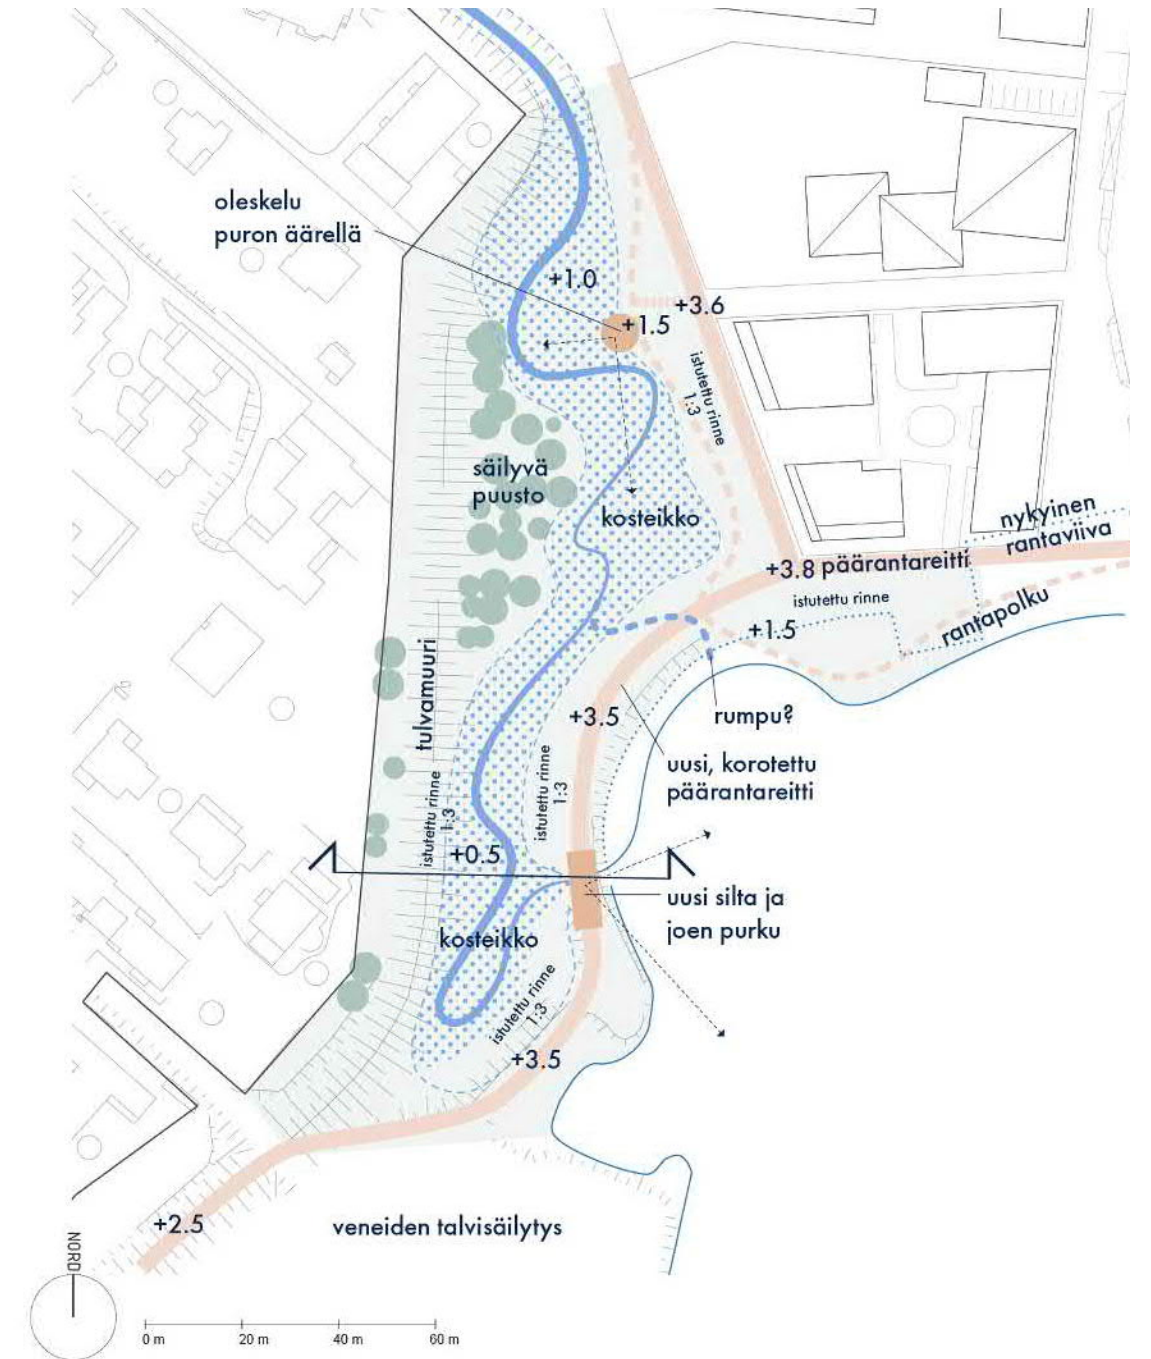 oleskelu
puron äärellä
+1.0
+3.6
+1.5
istutettu rinne
1:3
säilyvä
puusto
kosteikko
nykyinen
rantaviiva
+3.8 päärantareitti
istutettu rinne
rantapolku
+1.5
tulvamuuri
+3.5
rumpu?
uusi, korotettu
päärantareitti
istutettu rinne
1:3
istutettu rinne
1:3
+0.5
uusi silta ja
joen purku
kosteikko
istutettu rinne
1:3
+3.5
+2.5
veneiden talvisäilytys
NORD
0 m
20 m
40 m
60 m